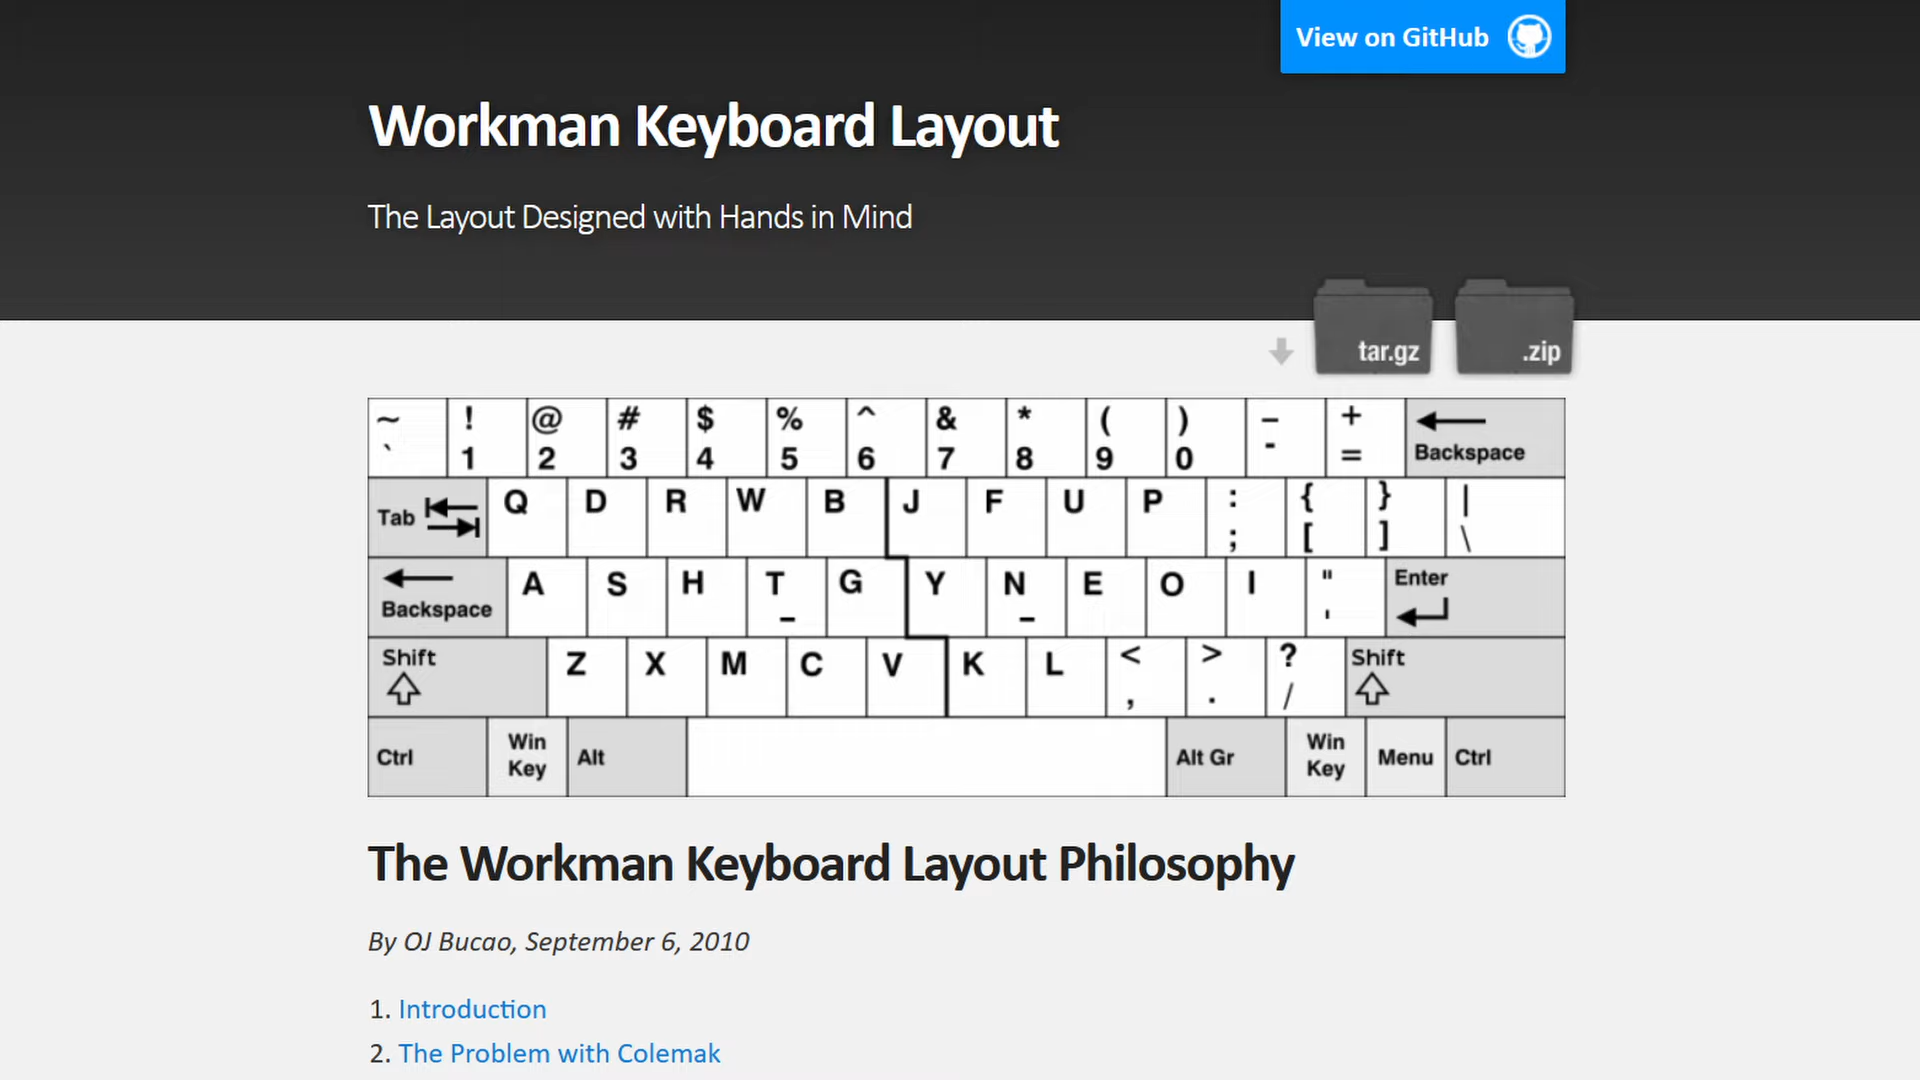 View on GitHub
Workman Keyboard Layout
The Layout Designed with Hands in Mind
tar.gz .zip
~ ! @ # $ % ^ & * ( ) – +
` 1 2 3 4 5 6 7 8 9 0 - = Backspace
Tab Q D R W B J F U P : { } |
; [ ] \
Backspace A S H T G Y N E O I " Enter
'
Shift Z X M C V K L < > ? Shift
, . /
Ctrl Win Key Alt Alt Gr Win Key Menu Ctrl
The Workman Keyboard Layout Philosophy
By OJ Bucao, September 6, 2010
1. Introduction
2. The Problem with Colemak